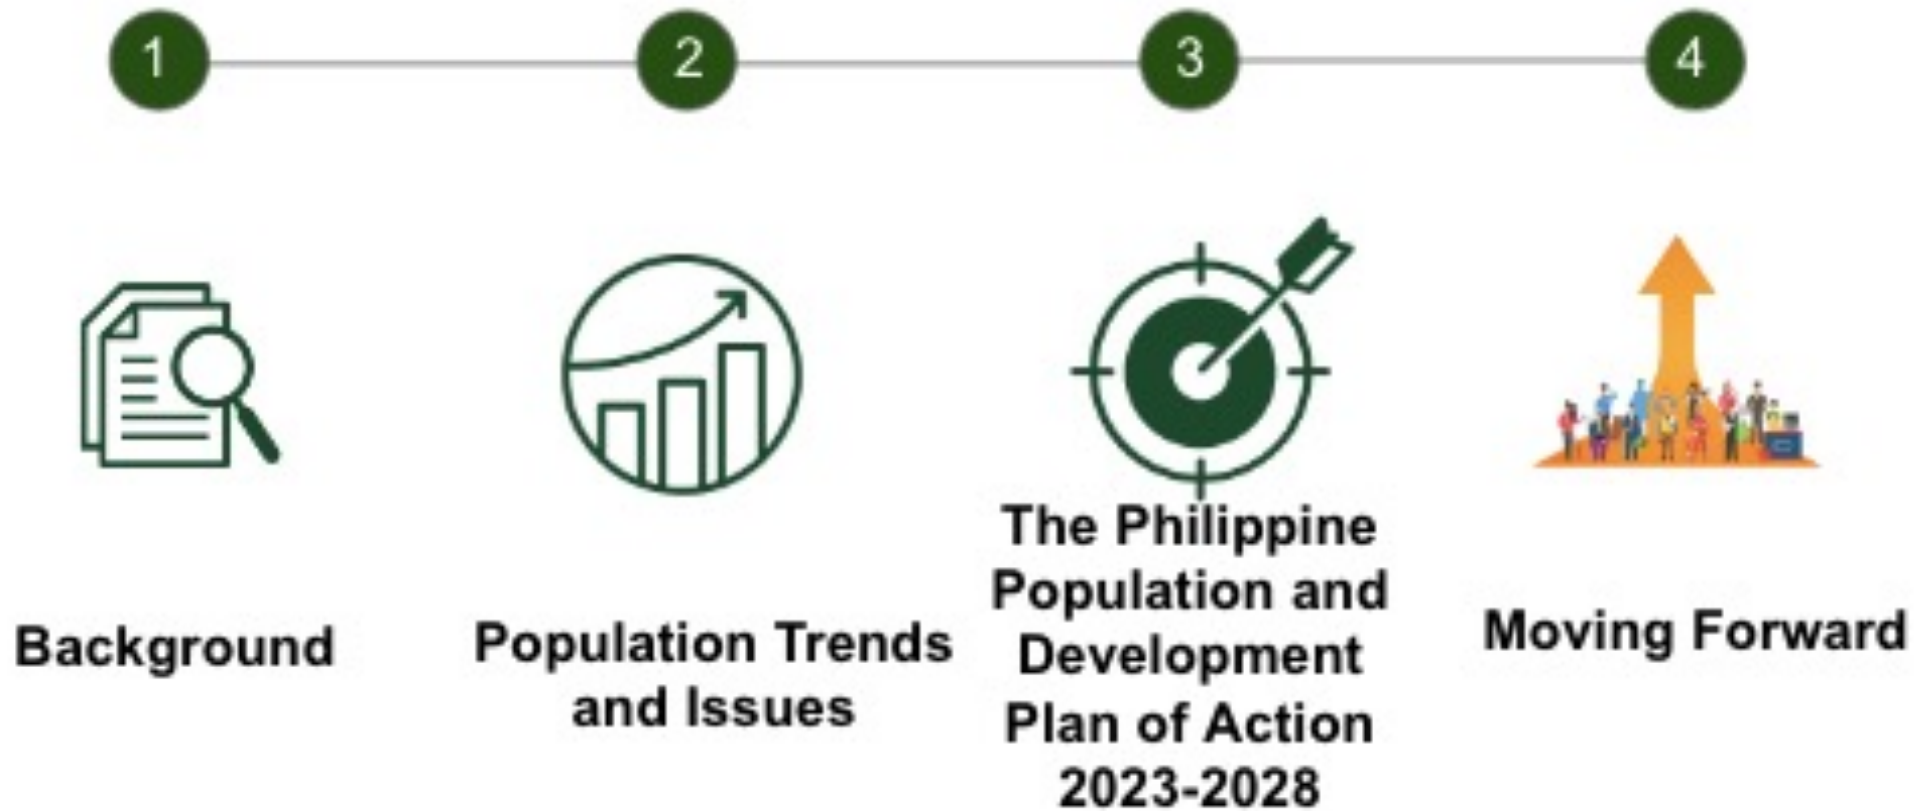 1
2
3
4
Background
Population Trends
and Issues
The Philippine
Population and
Development
Plan of Action
2023-2028
Moving Forward